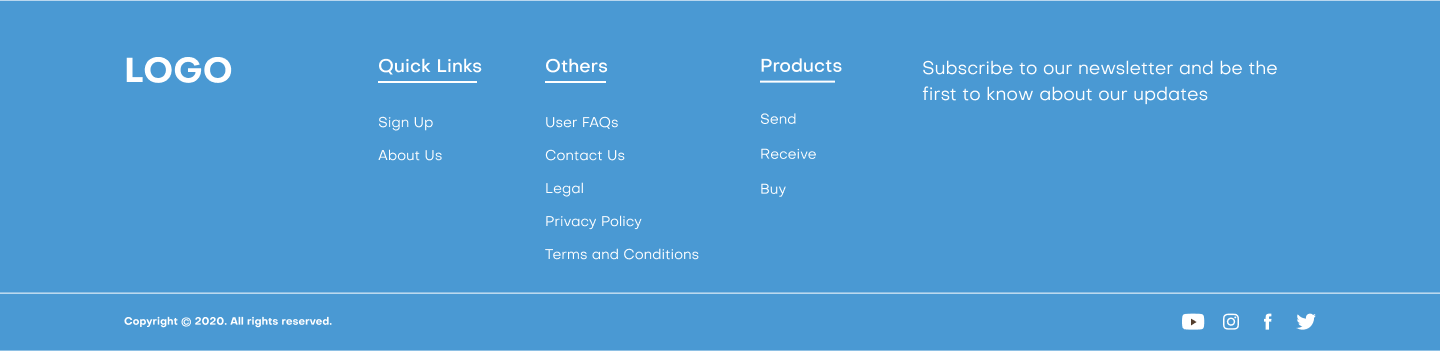 LOGO
Quick Links
Sign Up
About Us
Others
User FAQs
Contact Us
Legal
Privacy Policy
Terms and Conditions
Products
Send
Receive
Buy
Subscribe to our newsletter and be the
first to know about our updates
Copyright © 2020. All rights reserved.